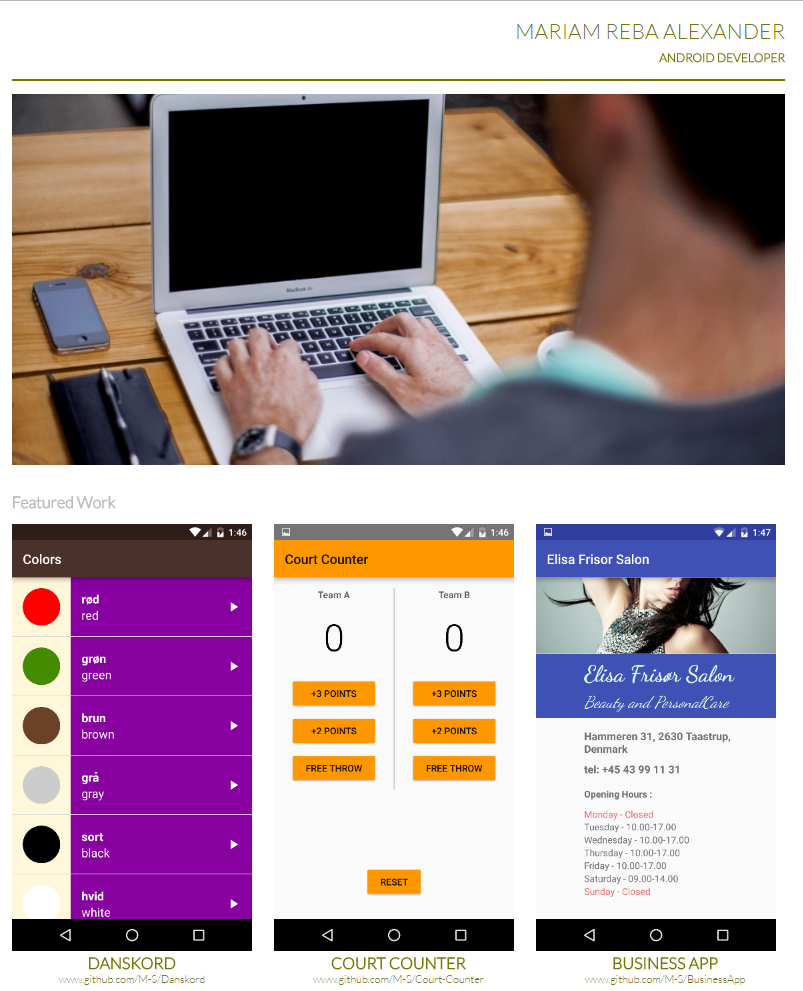 MARIAM REBA ALEXANDER
ANDROID DEVELOPER
MacBook Air
Featured Work
1:46
Colors
rød
red
grøn
green
brun
brown
grå
gray
sort
black
hvid
white
DANSKORD
www.github.com/M-S/Danskord
1:46
Court Counter
Team A
Team B
0
0
+3 POINTS
+3 POINTS
+2 POINTS
+2 POINTS
FREE THROW
FREE THROW
RESET
COURT COUNTER
www.github.com/M-S/Court-Counter
1:47
Elisa Frisor Salon
Elisa Frisør Salon
Beauty and PersonalCare
Hammeren 31, 2630 Taastrup,
Denmark
tel: +45 43 99 11 31
Opening Hours :
Monday - Closed
Tuesday - 10.00-17.00
Wednesday - 10.00-17.00
Thursday - 10.00-17.00
Friday - 10.00-17.00
Saturday - 09.00-14.00
Sunday - Closed
BUSINESS APP
www.github.com/M-S/BusinessApp